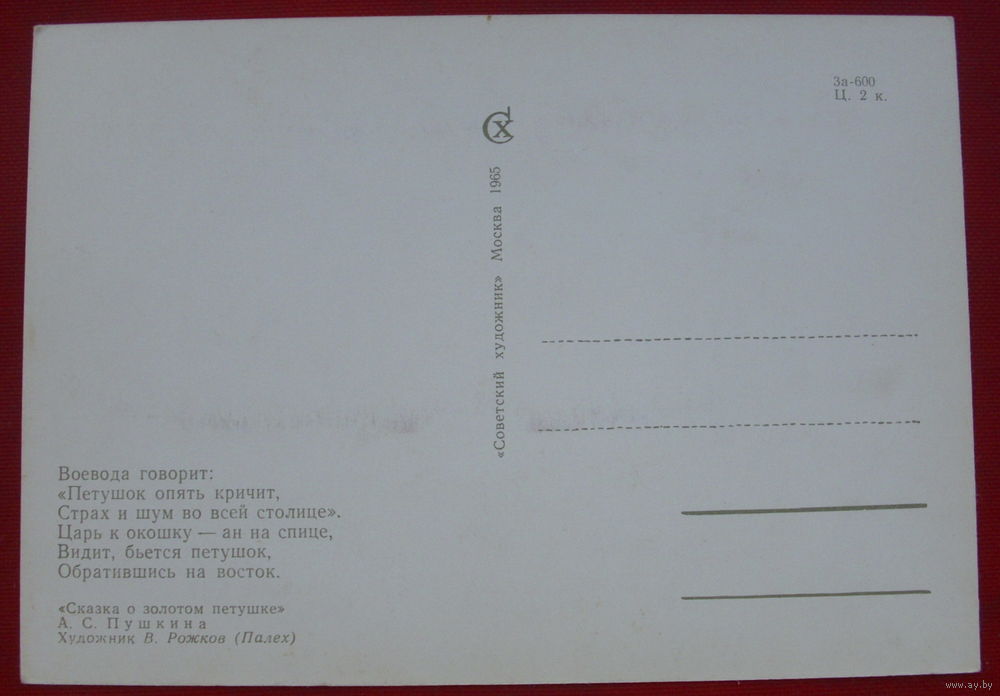 За-600
Ц. 2 к.
СХ
«Советский художник» Москва 1965
Воевода говорит:
«Петушок опять кричит,
Страх и шум во всей столице».
Царь к окошку — ан на спице,
Видит, бьется петушок,
Обратившись на восток.
«Сказка о золотом петушке»
А. С. Пушкина
Художник В. Рожков (Палех)
www.ay.by